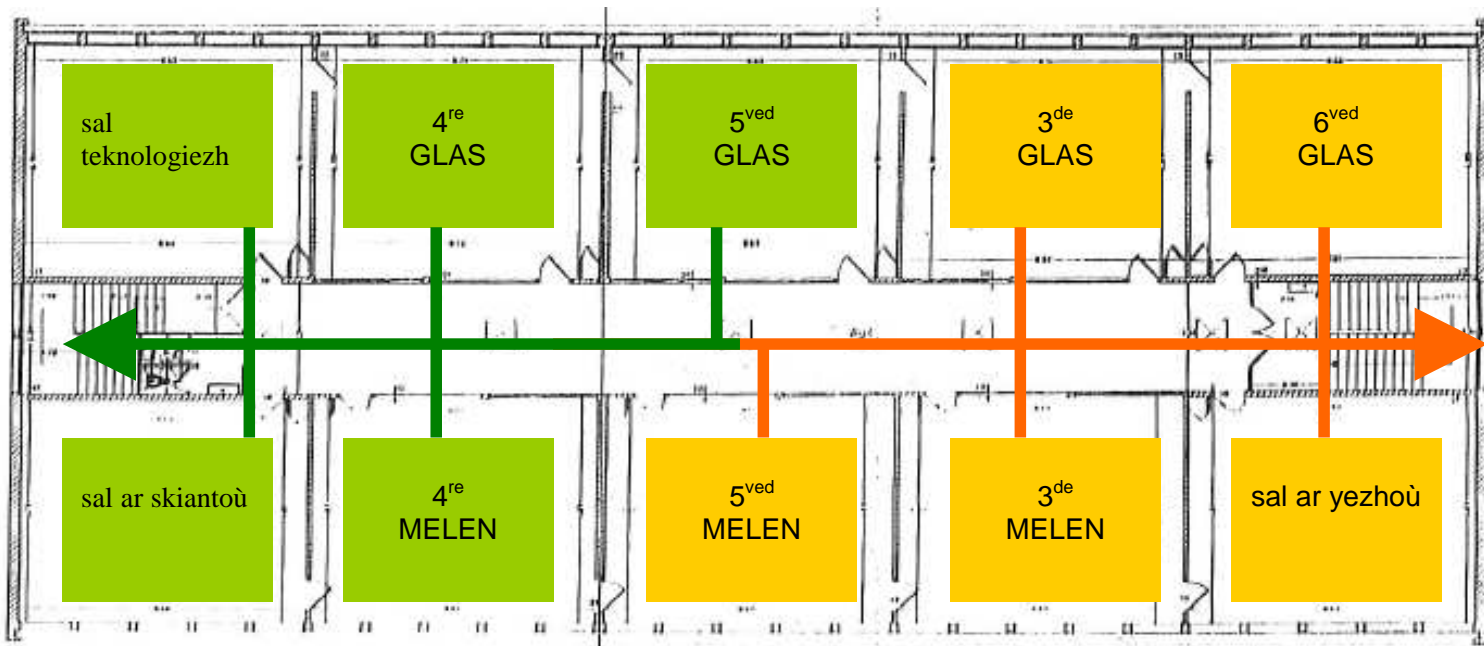 sal
teknologiezh
4re
GLAS
5ved
GLAS
3de
GLAS
6ved
GLAS
sal ar skiantoù
4re
MELEN
5ved
MELEN
3de
MELEN
sal ar yezhoù